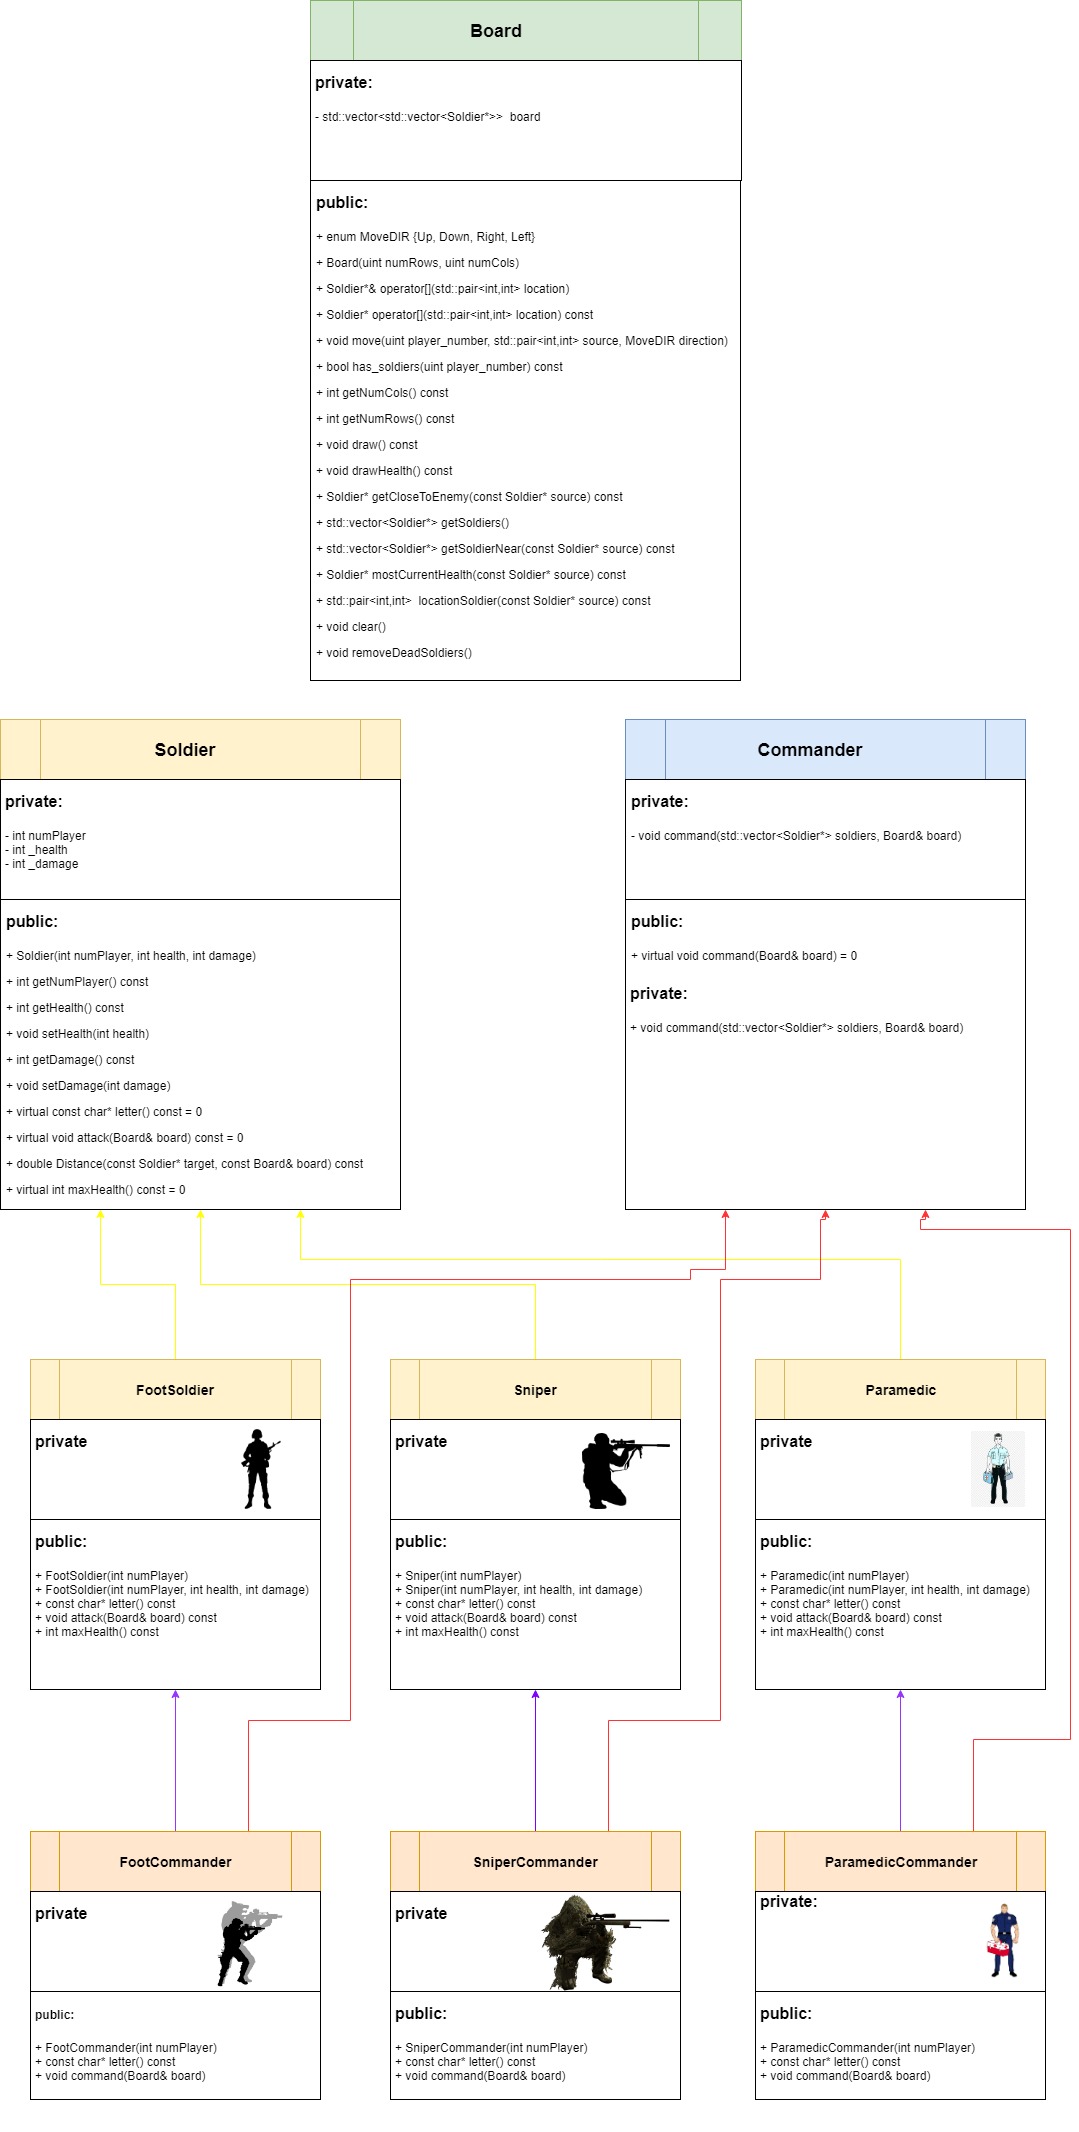 Board
private:
- std::vector<std::vector<Soldier*>>  board
public:
+ enum MoveDIR {Up, Down, Right, Left}
+ Board(uint numRows, uint numCols)
+ Soldier*& operator[](std::pair<int,int> location)
+ Soldier* operator[](std::pair<int,int> location) const
+ void move(uint player_number, std::pair<int,int> source, MoveDIR direction)
+ bool has_soldiers(uint player_number) const
+ int getNumCols() const
+ int getNumRows() const
+ void draw() const
+ void drawHealth() const
+ Soldier* getCloseToEnemy(const Soldier* source) const
+ std::vector<Soldier*> getSoldiers()
+ std::vector<Soldier*> getSoldierNear(const Soldier* source) const
+ Soldier* mostCurrentHealth(const Soldier* source) const
+ std::pair<int,int>  locationSoldier(const Soldier* source) const
+ void clear()
+ void removeDeadSoldiers()
Soldier
private:
- int numPlayer
- int _health
- int _damage
public:
+ Soldier(int numPlayer, int health, int damage)
+ int getNumPlayer() const
+ int getHealth() const
+ void setHealth(int health)
+ int getDamage() const
+ void setDamage(int damage)
+ virtual const char* letter() const = 0
+ virtual void attack(Board& board) const = 0
+ double Distance(const Soldier* target, const Board& board) const
+ virtual int maxHealth() const = 0
Commander
private:
- void command(std::vector<Soldier*> soldiers, Board& board)
public:
+ virtual void command(Board& board) = 0
private:
+ void command(std::vector<Soldier*> soldiers, Board& board)
FootSoldier
private
public:
+ FootSoldier(int numPlayer)
+ FootSoldier(int numPlayer, int health, int damage)
+ const char* letter() const
+ void attack(Board& board) const
+ int maxHealth() const
Sniper
private
public:
+ Sniper(int numPlayer)
+ Sniper(int numPlayer, int health, int damage)
+ const char* letter() const
+ void attack(Board& board) const
+ int maxHealth() const
Paramedic
private
public:
+ Paramedic(int numPlayer)
+ Paramedic(int numPlayer, int health, int damage)
+ const char* letter() const
+ void attack(Board& board) const
+ int maxHealth() const
FootCommander
private
public:
+ FootCommander(int numPlayer)
+ const char* letter() const
+ void command(Board& board)
SniperCommander
private
public:
+ SniperCommander(int numPlayer)
+ const char* letter() const
+ void command(Board& board)
ParamedicCommander
private:
public:
+ ParamedicCommander(int numPlayer)
+ const char* letter() const
+ void command(Board& board)